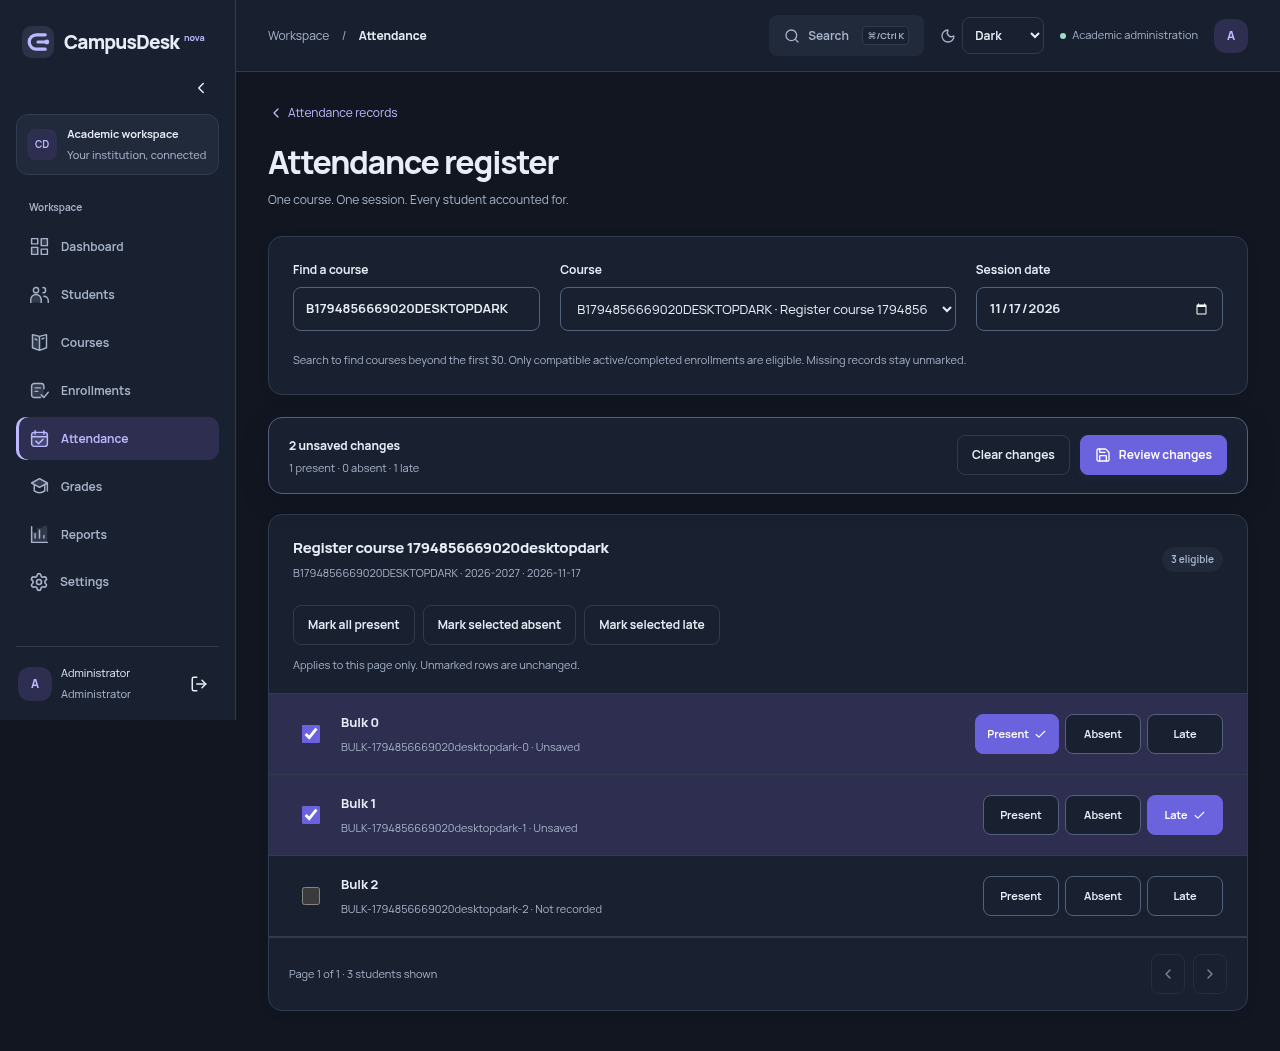 CampusDesk nova
Academic workspace
CD
Your institution, connected
Workspace
Dashboard
Students
Courses
Enrollments
Attendance
Grades
Reports
Settings
A
Administrator
Administrator
Workspace / Attendance
Search ⌘/Ctrl K
Dark
Academic administration
A
Attendance records
Attendance register
One course. One session. Every student accounted for.
Find a course
B1794856669020DESKTOPDARK
Course
B1794856669020DESKTOPDARK · Register course 1794856
Session date
11/17/2026
Search to find courses beyond the first 30. Only compatible active/completed enrollments are eligible. Missing records stay unmarked.
2 unsaved changes
1 present · 0 absent · 1 late
Clear changes
Review changes
Register course 1794856669020desktopdark
B1794856669020DESKTOPDARK · 2026-2027 · 2026-11-17
3 eligible
Mark all present
Mark selected absent
Mark selected late
Applies to this page only. Unmarked rows are unchanged.
Bulk 0
BULK-1794856669020desktopdark-0 · Unsaved
Present
Absent
Late
Bulk 1
BULK-1794856669020desktopdark-1 · Unsaved
Present
Absent
Late
Bulk 2
BULK-1794856669020desktopdark-2 · Not recorded
Present
Absent
Late
Page 1 of 1 · 3 students shown